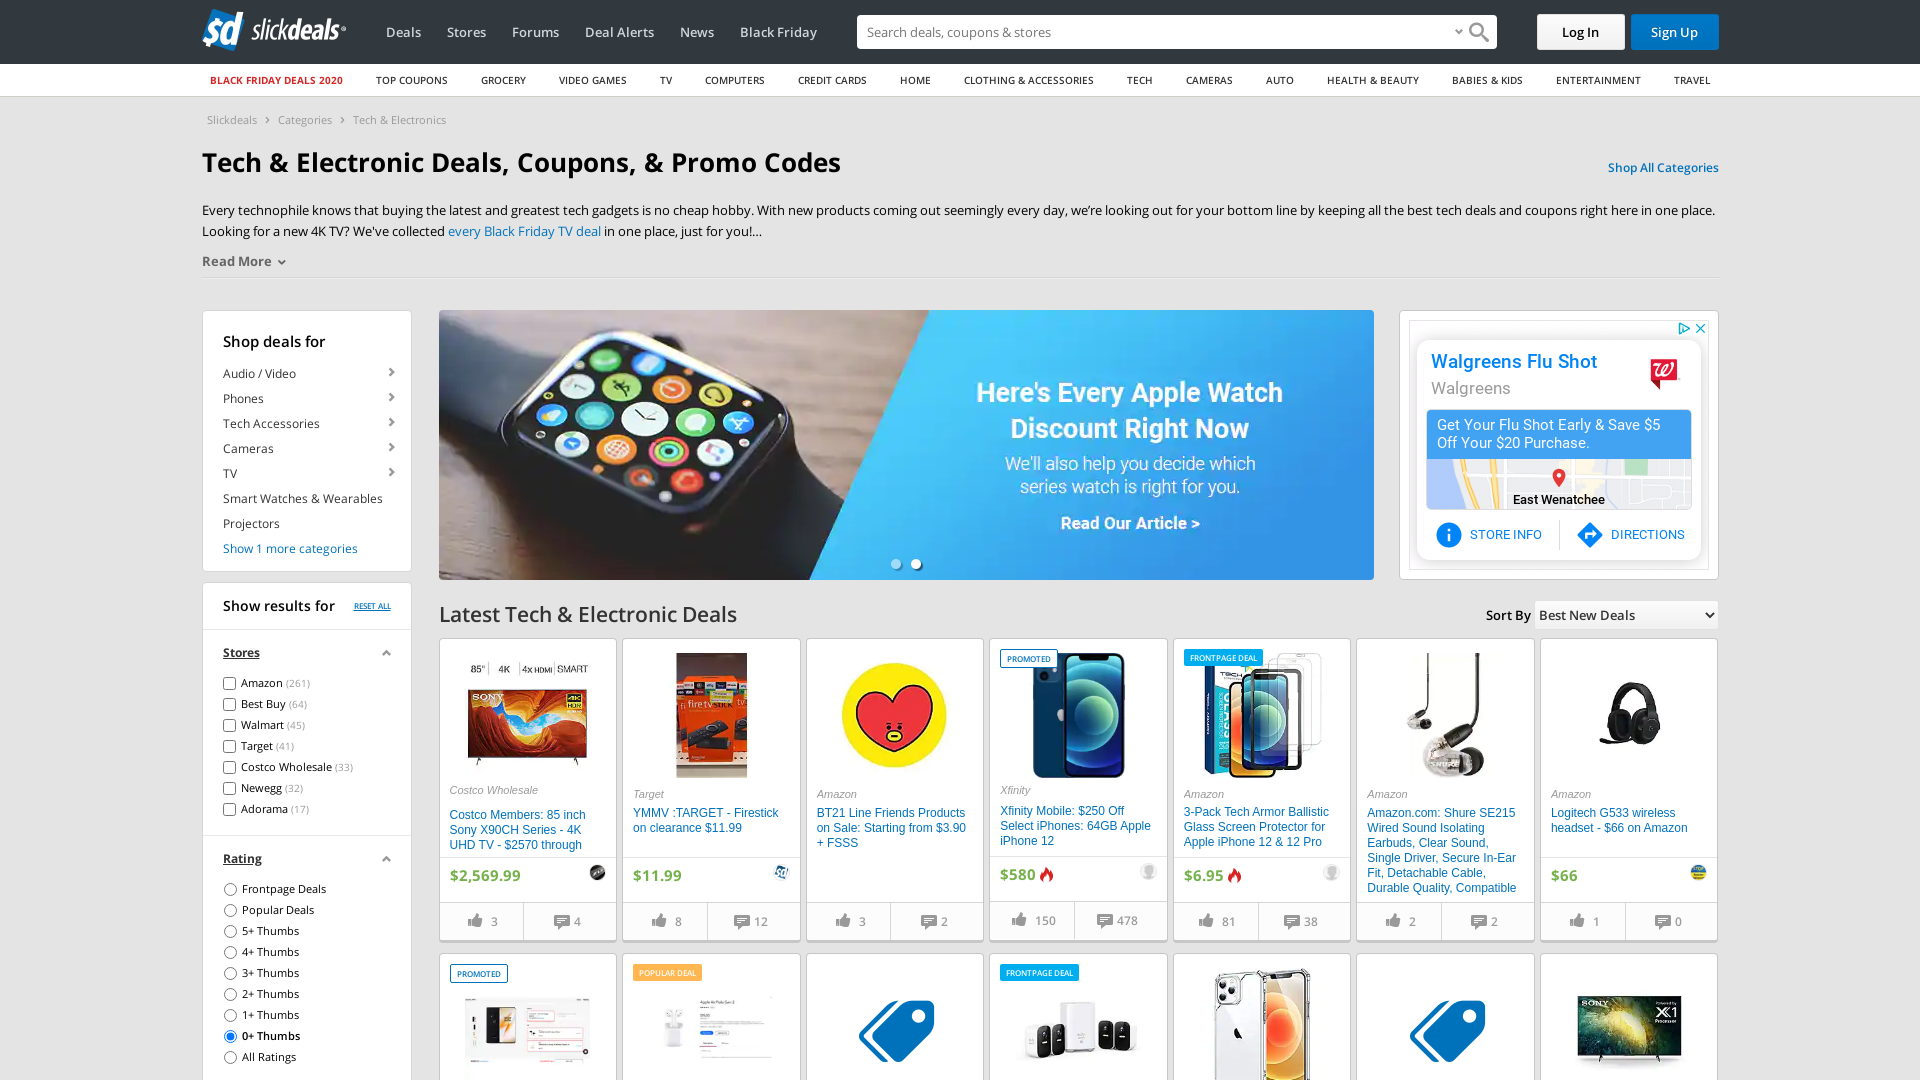 slickdeals
Deals
Stores
Forums
Deal Alerts
News
Black Friday
Search deals, coupons & stores
Log In
Sign Up
BLACK FRIDAY DEALS 2020
TOP COUPONS
GROCERY
VIDEO GAMES
TV
COMPUTERS
CREDIT CARDS
HOME
CLOTHING & ACCESSORIES
TECH
CAMERAS
AUTO
HEALTH & BEAUTY
BABIES & KIDS
ENTERTAINMENT
TRAVEL
Slickdeals > Categories > Tech & Electronics
Tech & Electronic Deals, Coupons, & Promo Codes
Shop All Categories
Every technophile knows that buying the latest and greatest tech gadgets is no cheap hobby. With new products coming out seemingly every day, we’re looking out for your bottom line by keeping all the best tech deals and coupons right here in one place.
Looking for a new 4K TV? We've collected every Black Friday TV deal in one place, just for you!...
Read More
Shop deals for
Audio / Video
Phones
Tech Accessories
Cameras
TV
Smart Watches & Wearables
Projectors
Show 1 more categories
Show results for
RESET ALL
Stores
Amazon (261)
Best Buy (64)
Walmart (45)
Target (41)
Costco Wholesale (33)
Newegg (32)
Adorama (17)
Rating
Frontpage Deals
Popular Deals
5+ Thumbs
4+ Thumbs
3+ Thumbs
2+ Thumbs
1+ Thumbs
0+ Thumbs
All Ratings
Here's Every Apple Watch
Discount Right Now
We'll also help you decide which
series watch is right for you.
Read Our Article >
Walgreens Flu Shot
Walgreens
Get Your Flu Shot Early & Save $5
Off Your $20 Purchase.
East Wenatchee
STORE INFO
DIRECTIONS
Latest Tech & Electronic Deals
Sort By Best New Deals
85" | 4K | 4x HDMI | SMART
SONY
4K
HDR
Costco Wholesale
Costco Members: 85 inch
Sony X90CH Series - 4K
UHD TV - $2570 through
$2,569.99
3
4
fire tv stick
Target
YMMV :TARGET - Firestick
on clearance $11.99
$11.99
8
12
Amazon
BT21 Line Friends Products
on Sale: Starting from $3.90
+ FSSS
3
2
PROMOTED
Xfinity
Xfinity Mobile: $250 Off
Select iPhones: 64GB Apple
iPhone 12
$580
150
478
FRONTPAGE DEAL
Amazon
3-Pack Tech Armor Ballistic
Glass Screen Protector for
Apple iPhone 12 & 12 Pro
$6.95
81
38
Amazon
Amazon.com: Shure SE215
Wired Sound Isolating
Earbuds, Clear Sound,
Single Driver, Secure In-Ear
Fit, Detachable Cable,
Durable Quality, Compatible
2
2
Amazon
Logitech G533 wireless
headset - $66 on Amazon
$66
1
0
PROMOTED
POPULAR DEAL
FRONTPAGE DEAL
SONY
X1